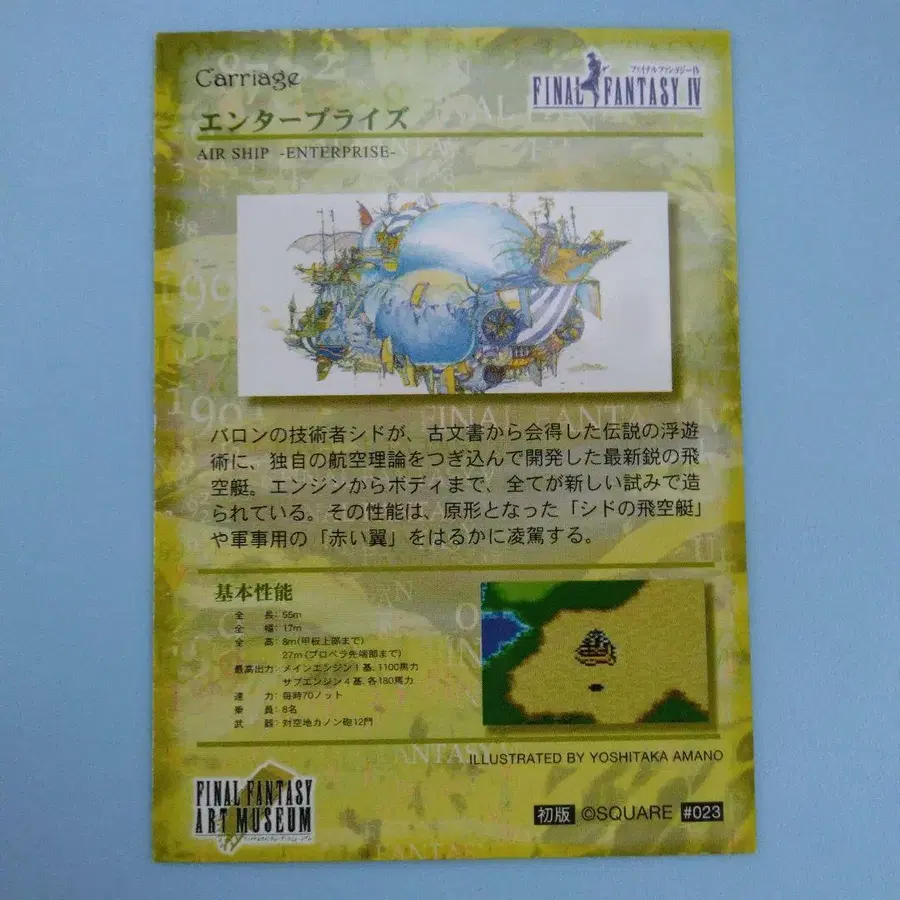 Carriage
ファイナルファンタジーIV
FINAL FANTASY IV
エンタープライズ
AIR SHIP -ENTERPRISE-
バロンの技術者シドが、古文書から会得した伝説の浮遊
術に、独自の航空理論をつぎ込んで開発した最新鋭の飛
空艇。エンジンからボディまで、全てが新しい試みで造
られている。その性能は、原形となった「シドの飛空艇」
や軍事用の「赤い翼」をはるかに凌駕する。
基本性能
全　長：55m
全　幅：17m
全　高：8m(甲板上部まで)
27m(プロペラ先端部まで)
最高出力：メインエンジン1基、1100馬力
サブエンジン4基、各180馬力
速　力：毎時70ノット
乗　員：8名
武　器：対空地カノン砲12門
ILLUSTRATED BY YOSHITAKA AMANO
FINAL FANTASY
ART MUSEUM
初版 ©SQUARE #023